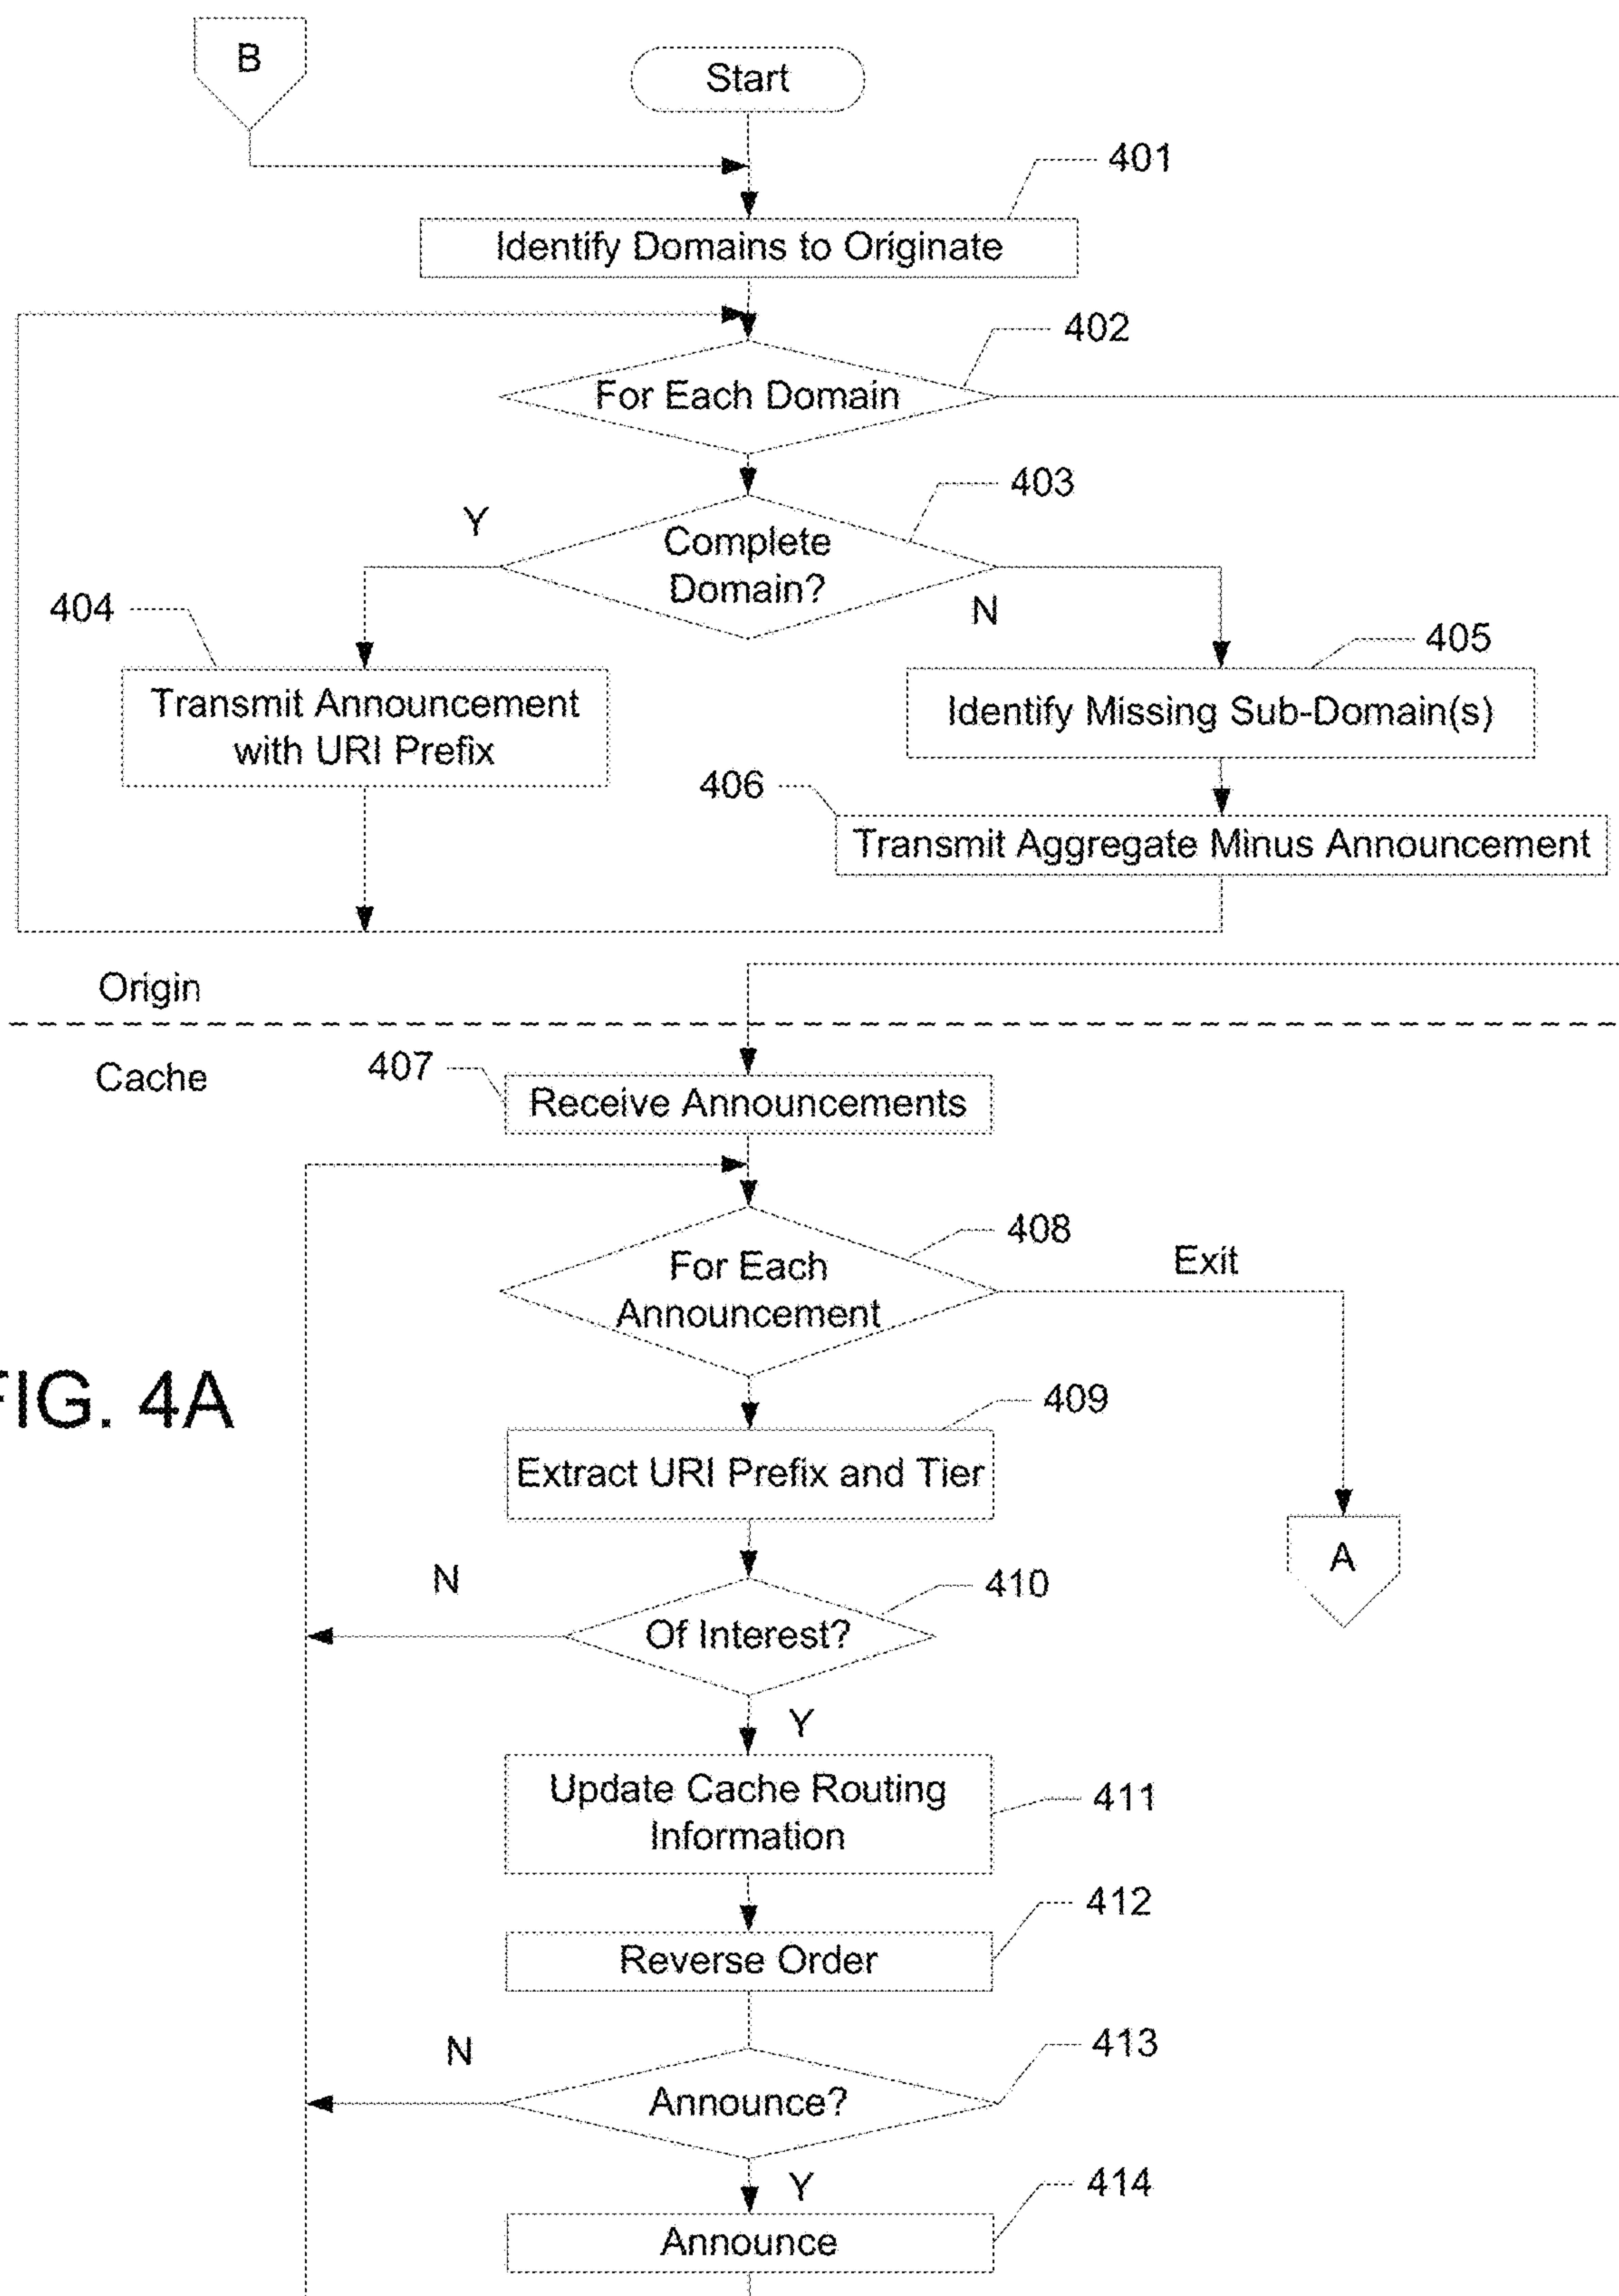 B
Start
401
Identify Domains to Originate
402
For Each Domain
403
Y
Complete
Domain?
N
404
405
Transmit Announcement
with URI Prefix
Identify Missing Sub-Domain(s)
406
Transmit Aggregate Minus Announcement
Origin
Cache
407
Receive Announcements
408
Exit
For Each
Announcement
FIG. 4A
409
Extract URI Prefix and Tier
A
N
410
Of Interest?
Y
Update Cache Routing
Information
411
412
Reverse Order
N
413
Announce?
Y
414
Announce